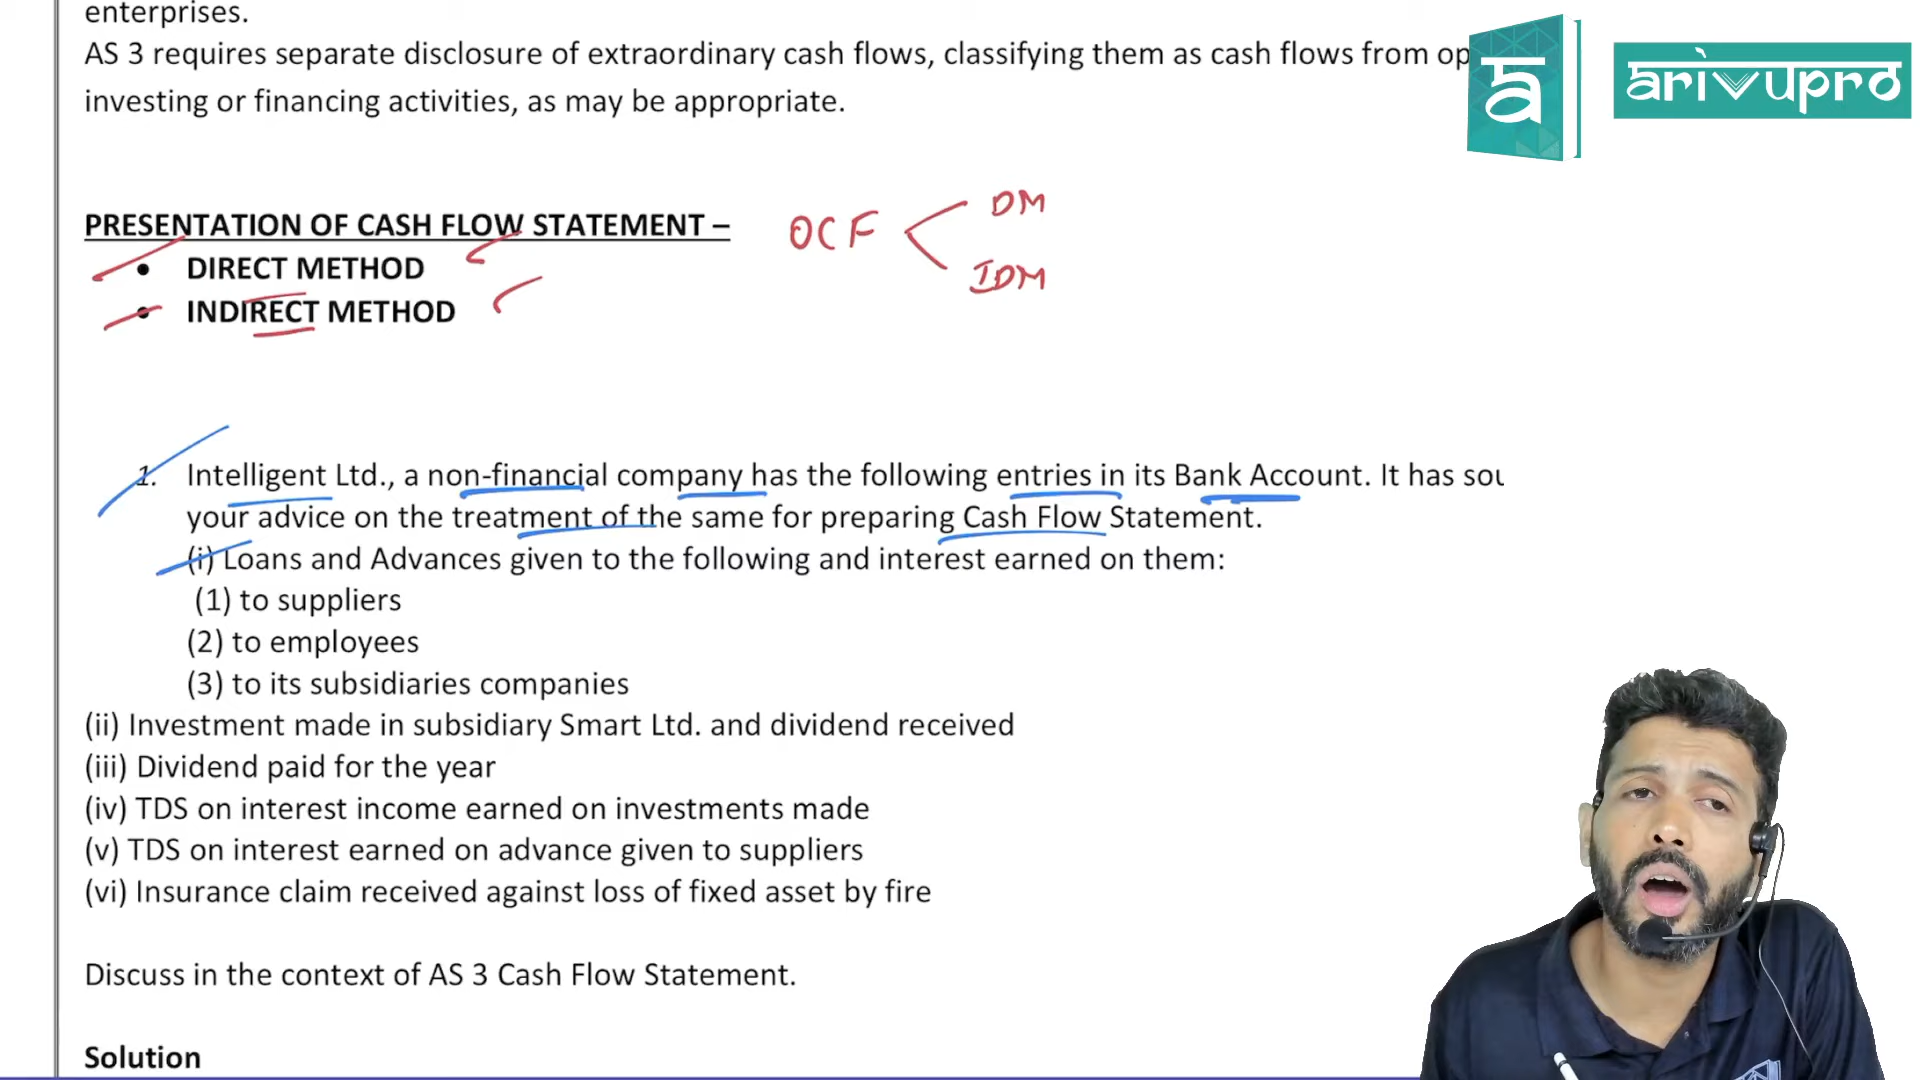 enterprises.
AS 3 requires separate disclosure of extraordinary cash flows, classifying them as cash flows from op
investing or financing activities, as may be appropriate.
arivupro
PRESENTATION OF CASH FLOW STATEMENT –
OCF
DM
IDM
• DIRECT METHOD
• INDIRECT METHOD
1. Intelligent Ltd., a non-financial company has the following entries in its Bank Account. It has sou
your advice on the treatment of the same for preparing Cash Flow Statement.
(i) Loans and Advances given to the following and interest earned on them:
(1) to suppliers
(2) to employees
(3) to its subsidiaries companies
(ii) Investment made in subsidiary Smart Ltd. and dividend received
(iii) Dividend paid for the year
(iv) TDS on interest income earned on investments made
(v) TDS on interest earned on advance given to suppliers
(vi) Insurance claim received against loss of fixed asset by fire
Discuss in the context of AS 3 Cash Flow Statement.
Solution